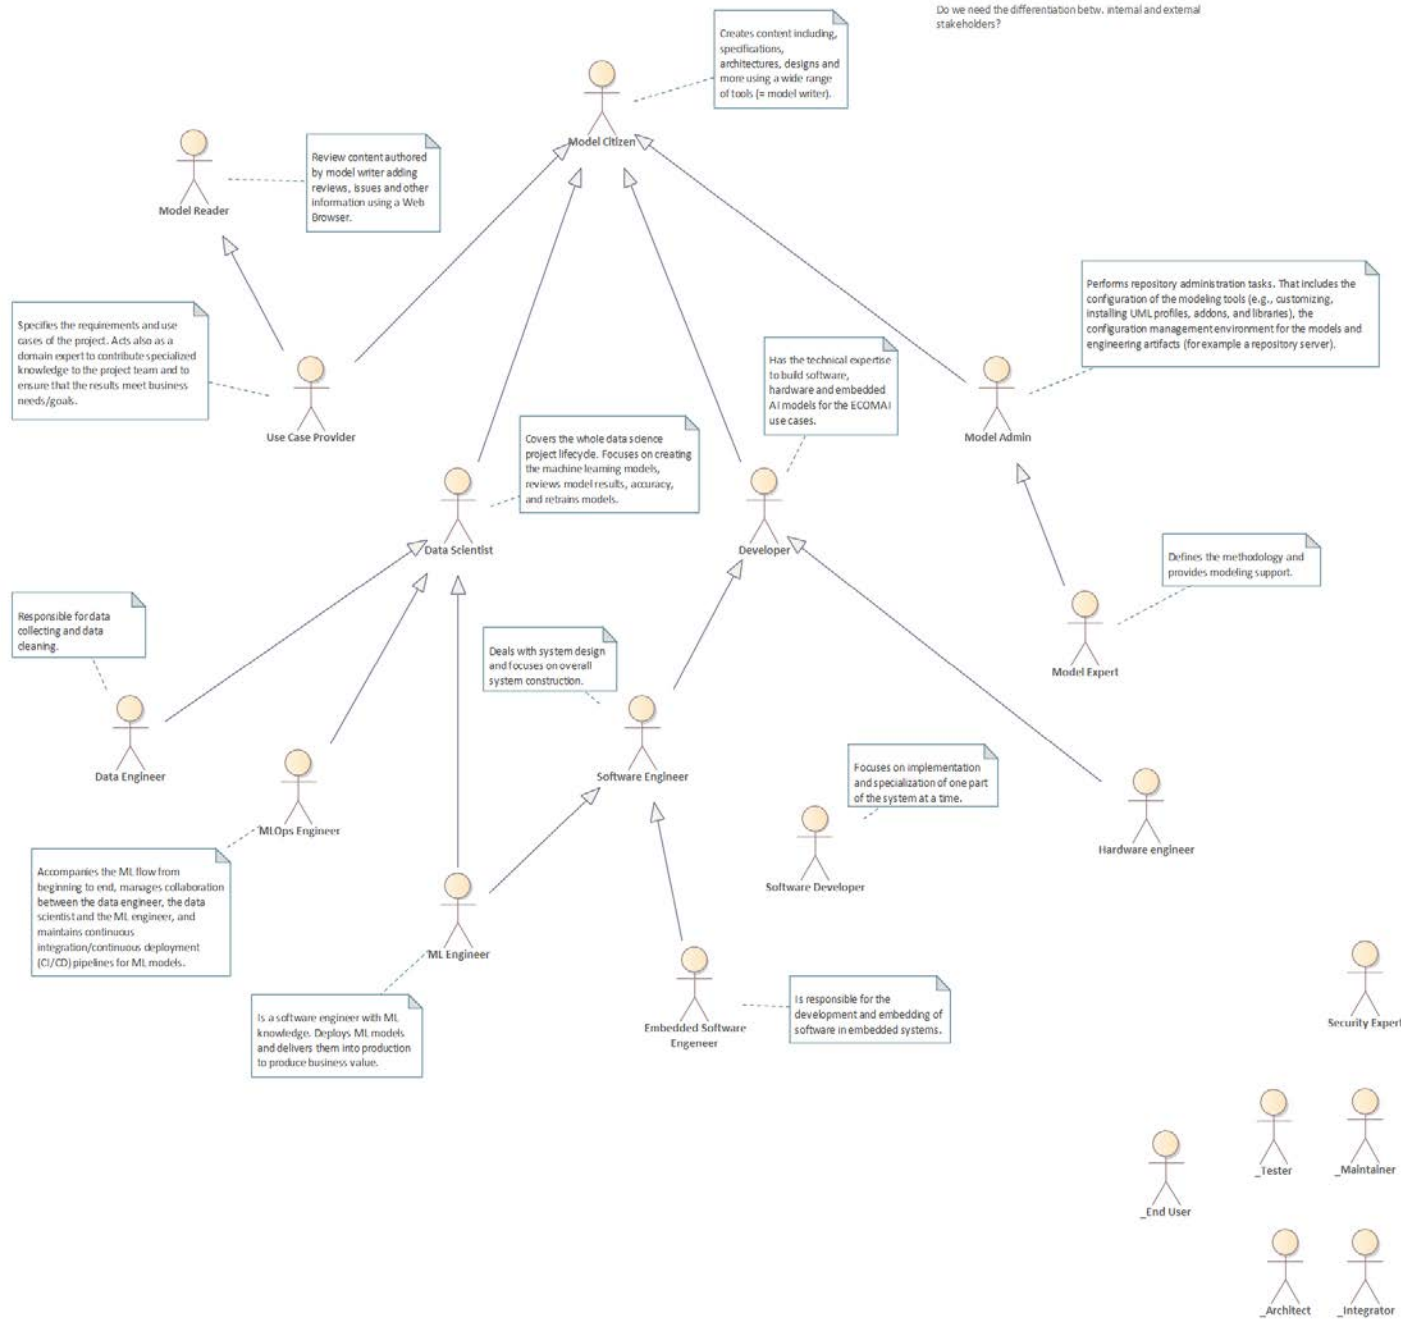 Do we need the differentiation betw. internal and external
stakeholders?
Creates content including,
specifications,
architectures, designs and
more using a wide range
of tools (= model writer).
Model Citizen
Review content authored
by model writer adding
reviews, issues and other
information using a Web
Browser.
Model Reader
Specifies the requirements and use
cases of the project. Acts also as a
domain expert to contribute specialized
knowledge to the project team and to
ensure that the results meet business
needs/goals.
Use Case Provider
Performs repository administration tasks. That includes the
configuration of the modeling tools (e.g., customizing,
installing UML profiles, addons, and libraries), the
configuration management environment for the models and
engineering artifacts (for example a repository server).
Has the technical expertise
to build software,
hardware and embedded
AI models for the ECOMAI
use cases.
Model Admin
Covers the whole data science
project lifecycle. Focuses on creating
the machine learning models,
reviews model results, accuracy,
and retrains models.
Data Scientist
Developer
Defines the methodology and
provides modeling support.
Model Expert
Responsible for data
collecting and data
cleaning.
Deals with system design
and focuses on overall
system construction.
Data Engineer
Software Engineer
Focuses on implementation
and specialization of one part
of the system at a time.
MLOps Engineer
Hardware engineer
Software Developer
Accompanies the ML flow from
beginning to end, manages collaboration
between the data engineer, the data
scientist and the ML engineer, and
maintains continuous
integration/continuous deployment
(CI/CD) pipelines for ML models.
ML Engineer
Is a software engineer with ML
knowledge. Deploys ML models
and delivers them into production
to produce business value.
Embedded Software
Engeneer
Is responsible for the
development and embedding of
software in embedded systems.
Security Expert
_Tester
_Maintainer
_End User
_Architect
_Integrator